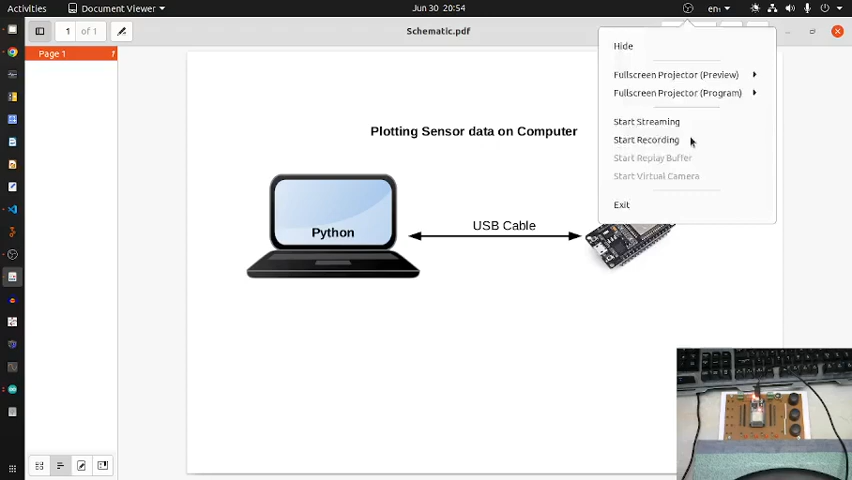 Activities
Document Viewer
Jun 30 20:54
en₁
1
of 1
Schematic.pdf
Page 1
1
Hide
Fullscreen Projector (Preview)
Fullscreen Projector (Program)
Start Streaming
Start Recording
Start Replay Buffer
Start Virtual Camera
Exit
Plotting Sensor data on Computer
Python
USB Cable